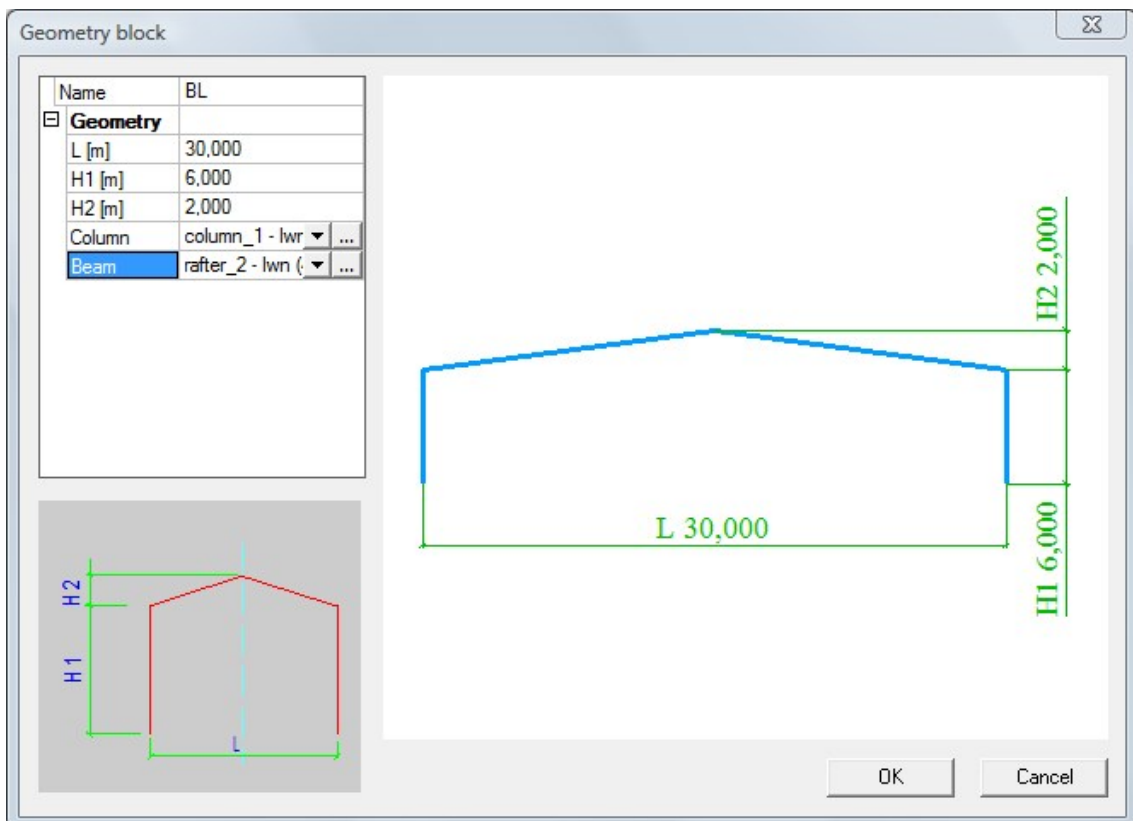 Geometry block
Name BL
Geometry
L [m] 30,000
H1 [m] 6,000
H2 [m] 2,000
Column column_1 - Iwn ...
Beam rafter_2 - Iwn ( ...
H2 2,000
L 30,000
H1 6,000
H2
H1
L
OK Cancel